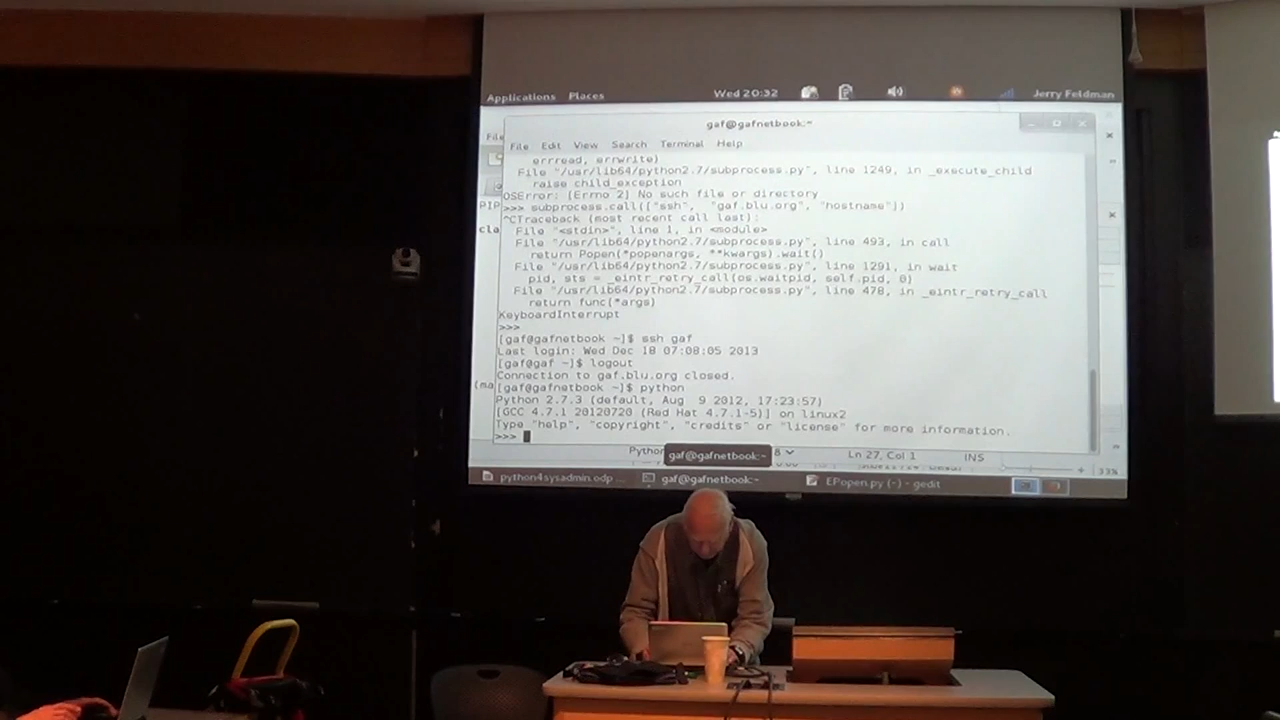 Applications Places Wed 20:32 Jerry Feldman
gaf@gafnetbook:~
File Edit View Search Terminal Help
errread, errwrite)
File "/usr/lib64/python2.7/subprocess.py", line 1249, in _execute_child
raise child_exception
OSError: [Errno 2] No such file or directory
>>> subprocess.call(["ssh", "gaf.blu.org", "hostname"])
^CTraceback (most recent call last):
File "<stdin>", line 1, in <module>
File "/usr/lib64/python2.7/subprocess.py", line 493, in call
return Popen(*popenargs, **kwargs).wait()
File "/usr/lib64/python2.7/subprocess.py", line 1291, in wait
pid, sts = _eintr_retry_call(os.waitpid, self.pid, 0)
File "/usr/lib64/python2.7/subprocess.py", line 478, in _eintr_retry_call
return func(*args)
KeyboardInterrupt
>>>
[gaf@gafnetbook ~]$ ssh gaf
Last login: Wed Dec 18 07:08:05 2013
[gaf@gaf ~]$ logout
Connection to gaf.blu.org closed.
[gaf@gafnetbook ~]$ python
Python 2.7.3 (default, Aug 9 2012, 17:23:57)
[GCC 4.7.1 20120720 (Red Hat 4.7.1-5)] on linux2
Type "help", "copyright", "credits" or "license" for more information.
>>>
Python gaf@gafnetbook:~ 8 Ln 27, Col 1 INS
33%
python4sysadmin.odp ... gaf@gafnetbook:~ EPopen.py (~) - gedit